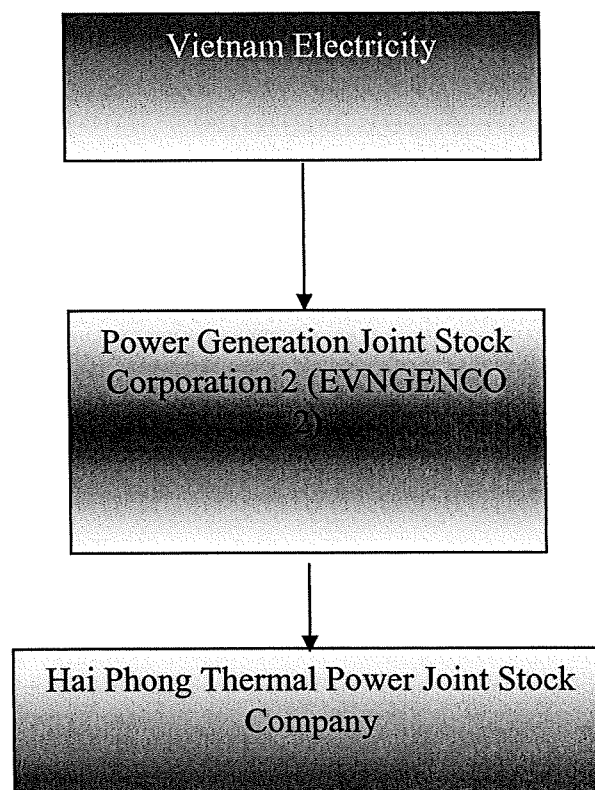 Vietnam Electricity
Power Generation Joint Stock
Corporation 2 (EVNGENCO
2)
Hai Phong Thermal Power Joint Stock
Company